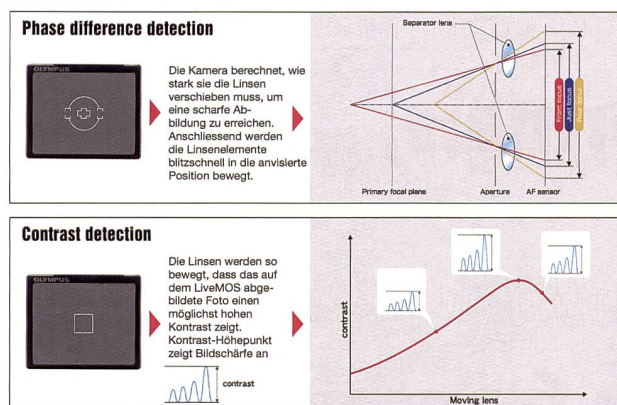 Phase difference detection
OLYMPUS
Die Kamera berechnet, wie
stark sie die Linsen
verschieben muss, um
eine scharfe Ab-
bildung zu erreichen.
Anschliessend werden
die Linsenelemente
blitzschnell in die anvisierte
Position bewegt.
Separator lens
Front focus
Just focus
Rear focus
Primary focal plane
Aperture
AF sensor
Contrast detection
OLYMPUS
Die Linsen werden so
bewegt, dass das auf
dem LiveMOS abge-
bildete Foto einen
möglichst hohen
Kontrast zeigt.
Kontrast-Höhepunkt
zeigt Bildschärfe an
contrast
contrast
Moving lens